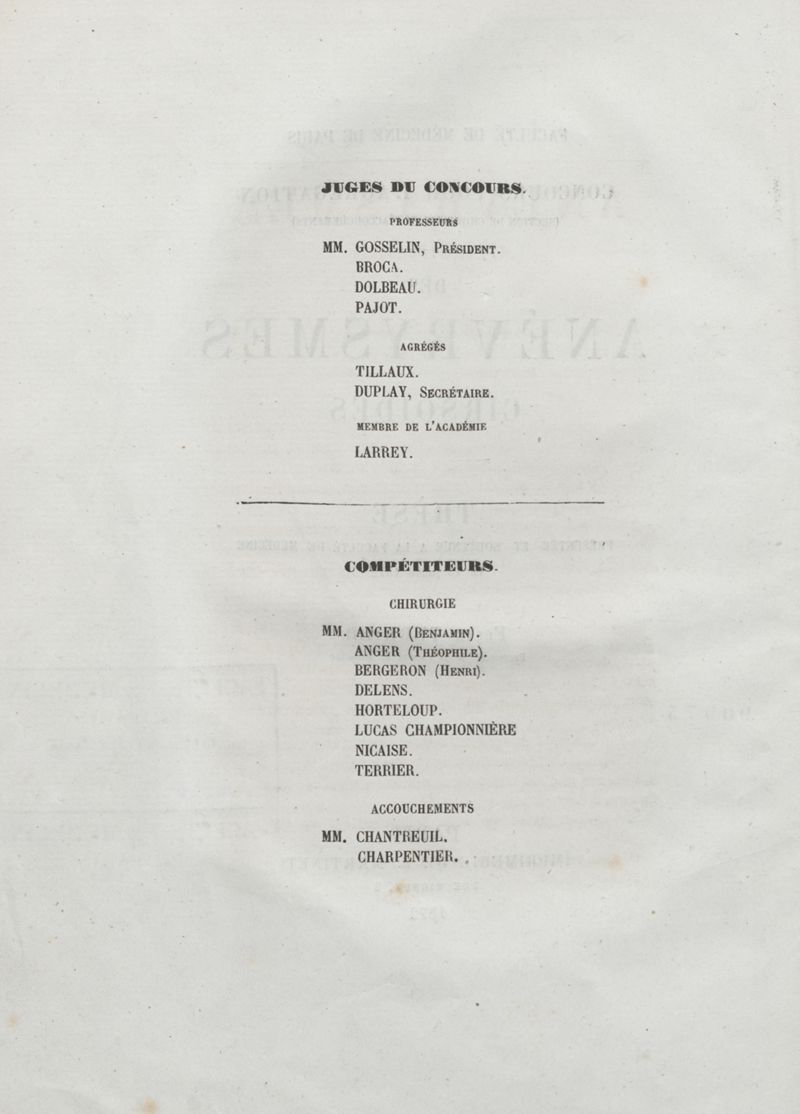 JUGES DU CONCOURS.
PROFESSEURS
MM. GOSSELIN, PRÉSIDENT.
BROCA.
DOLBEAU.
PAJOT.
AGRÉGÉS
TILLAUX.
DUPLAY, SECRÉTAIRE.
MEMBRE DE L'ACADÉMIE
LARREY.
COMPÉTITEURS.
CHIRURGIE
MM. ANGER (BENJAMIN).
ANGER (THÉOPHILE).
BERGERON (HENRI).
DELENS.
HORTELOUP.
LUCAS CHAMPIONNIÈRE
NICAISE.
TERRIER.
ACCOUCHEMENTS
MM. CHANTREUIL.
CHARPENTIER.